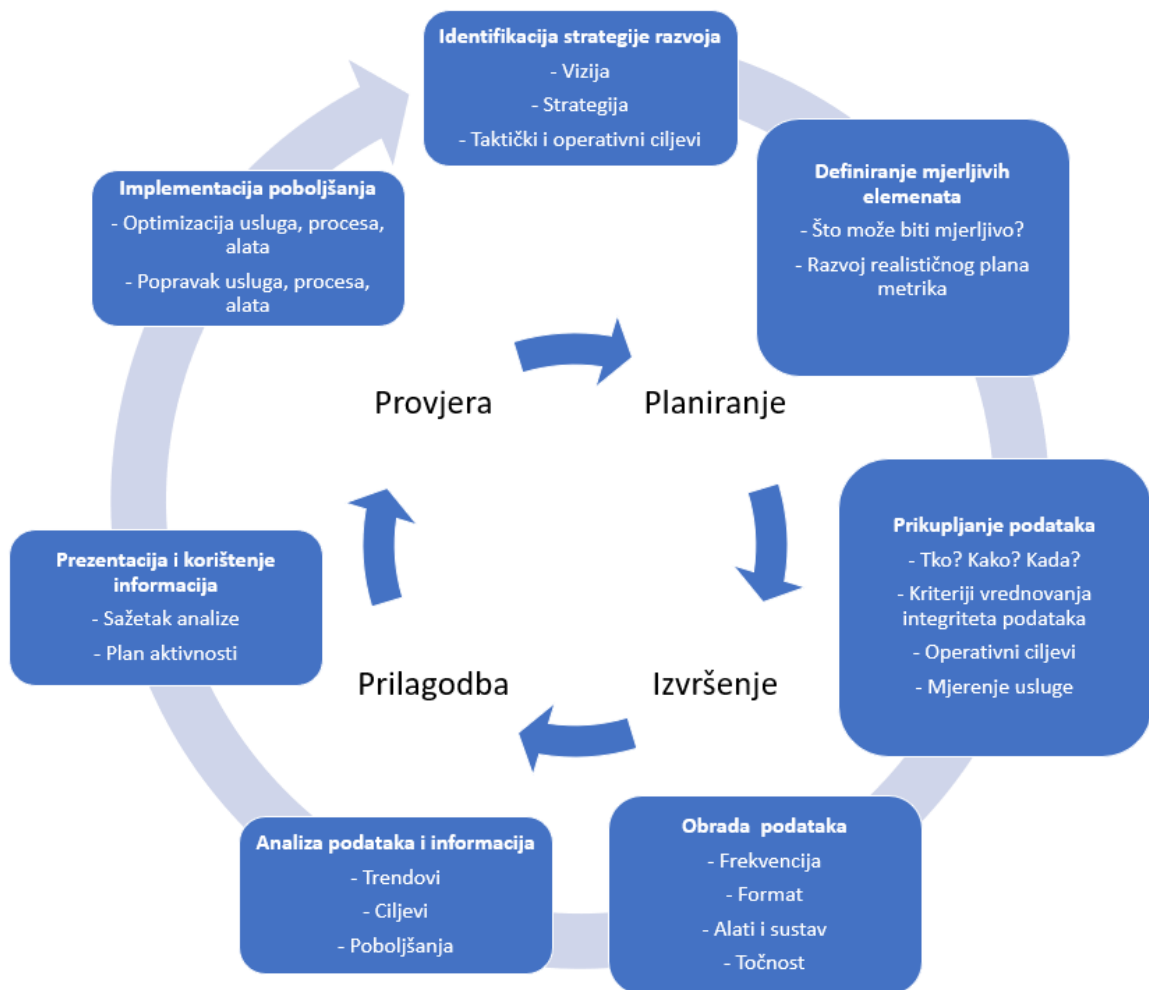 Identifikacija strategije razvoja
- Vizija
- Strategija
- Taktički i operativni ciljevi
Definiranje mjerljivih
elemenata
- Što može biti mjerljivo?
- Razvoj realističnog plana
metrika
Prikupljanje podataka
- Tko? Kako? Kada?
- Kriteriji vrednovanja
integriteta podataka
- Operativni ciljevi
- Mjerenje usluge
Obrada podataka
- Frekvencija
- Format
- Alati i sustav
- Točnost
Analiza podataka i informacija
- Trendovi
- Ciljevi
- Poboljšanja
Prezentacija i korištenje
informacija
- Sažetak analize
- Plan aktivnosti
Implementacija poboljšanja
- Optimizacija usluga, procesa,
alata
- Popravak usluga, procesa,
alata
Provjera
Planiranje
Prilagodba
Izvršenje